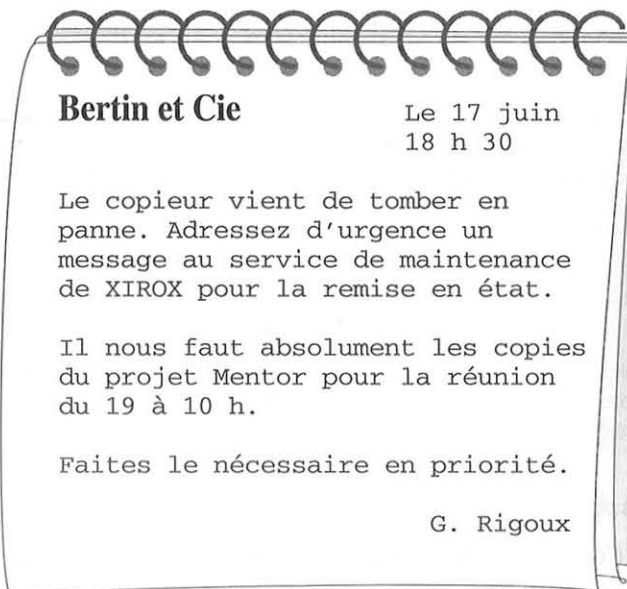 Bertin et Cie
Le 17 juin
18 h 30
Le copieur vient de tomber en
panne. Adressez d'urgence un
message au service de maintenance
de XIROX pour la remise en état.
Il nous faut absolument les copies
du projet Mentor pour la réunion
du 19 à 10 h.
Faites le nécessaire en priorité.
G. Rigoux